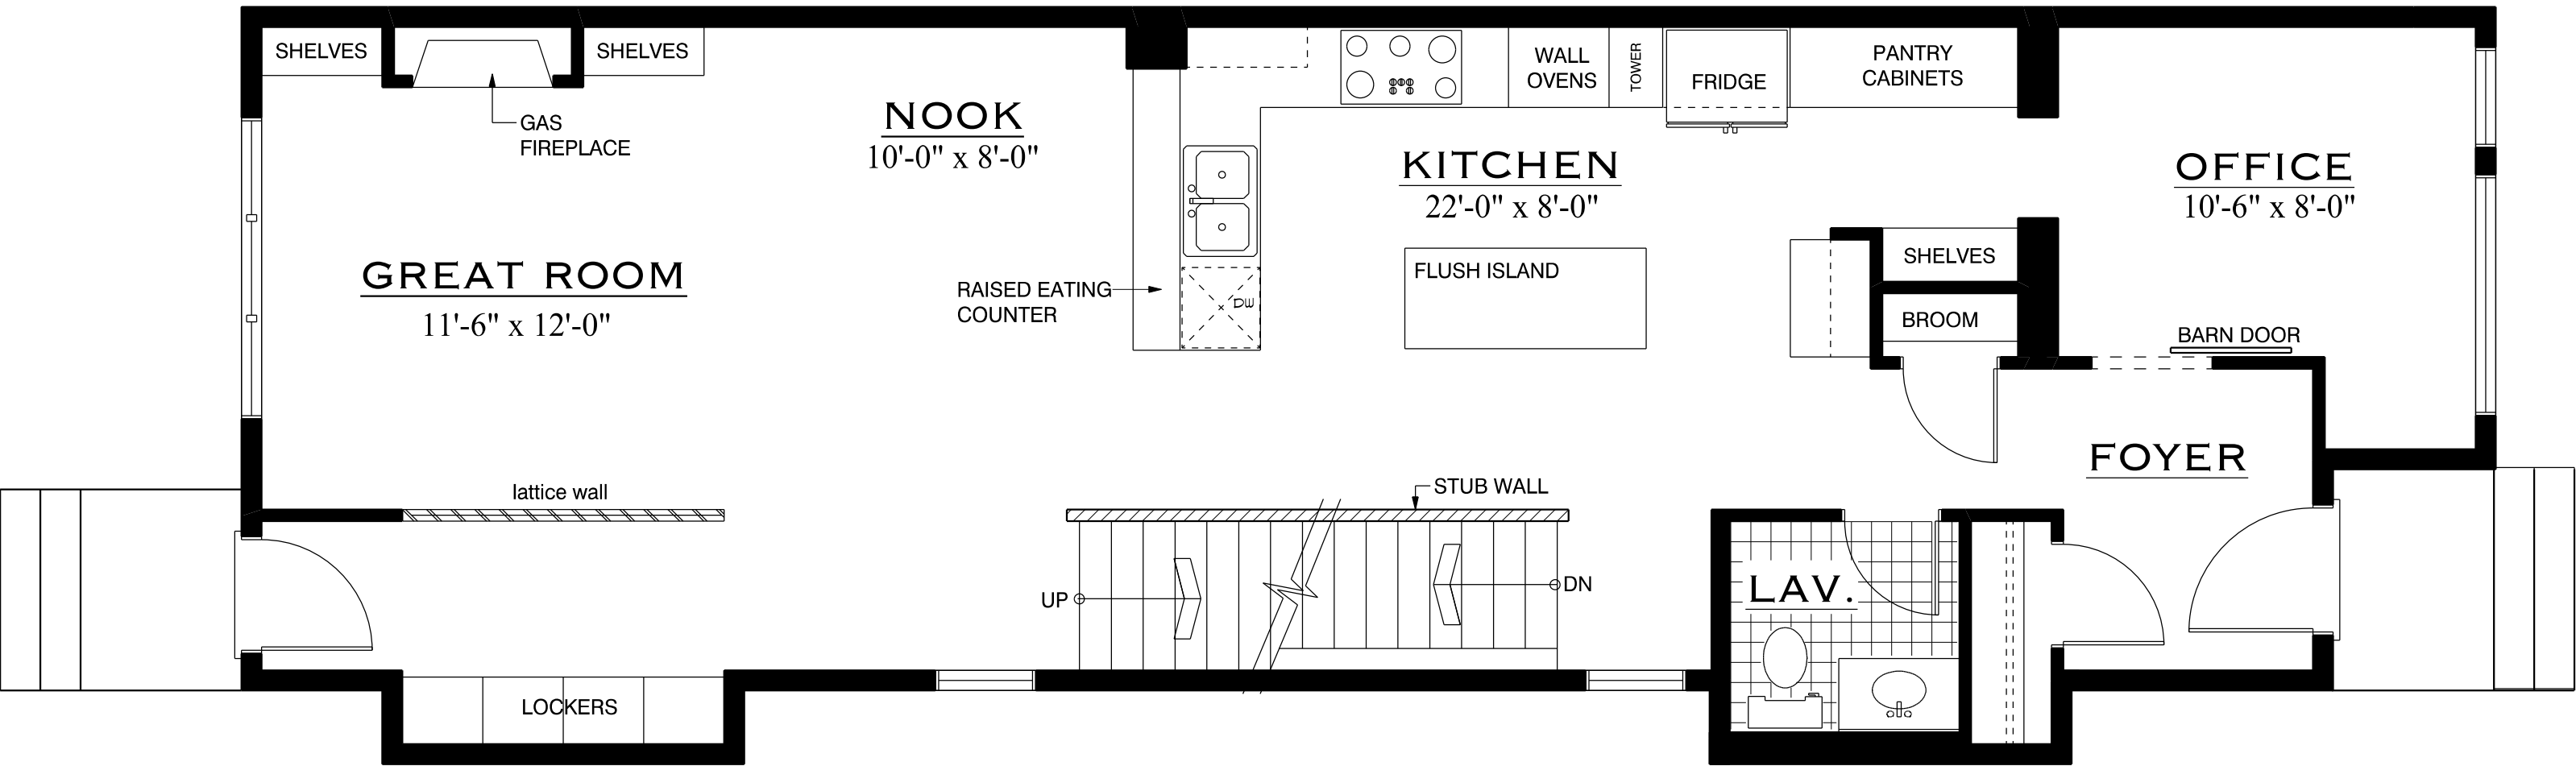 SHELVES
SHELVES
GAS
FIREPLACE
GREAT ROOM
11'-6" x 12'-0"
lattice wall
LOCKERS
NOOK
10'-0" x 8'-0"
RAISED EATING
COUNTER
DW
WALL
OVENS
TOWER
FRIDGE
PANTRY
CABINETS
KITCHEN
22'-0" x 8'-0"
FLUSH ISLAND
SHELVES
BROOM
OFFICE
10'-6" x 8'-0"
BARN DOOR
FOYER
STUB WALL
UP
DN
LAV.